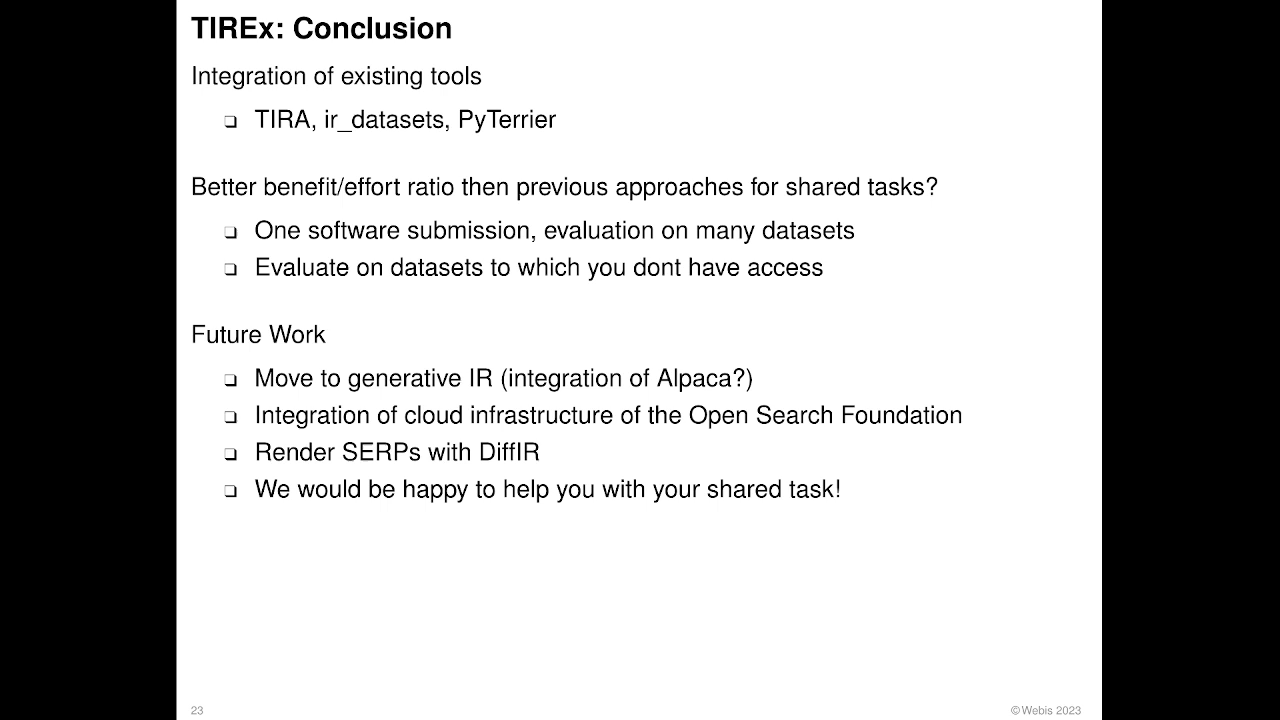 TIREx: Conclusion
Integration of existing tools
❑ TIRA, ir_datasets, PyTerrier
Better benefit/effort ratio then previous approaches for shared tasks?
❑ One software submission, evaluation on many datasets
❑ Evaluate on datasets to which you dont have access
Future Work
❑ Move to generative IR (integration of Alpaca?)
❑ Integration of cloud infrastructure of the Open Search Foundation
❑ Render SERPs with DiffIR
❑ We would be happy to help you with your shared task!
23
© Webis 2023